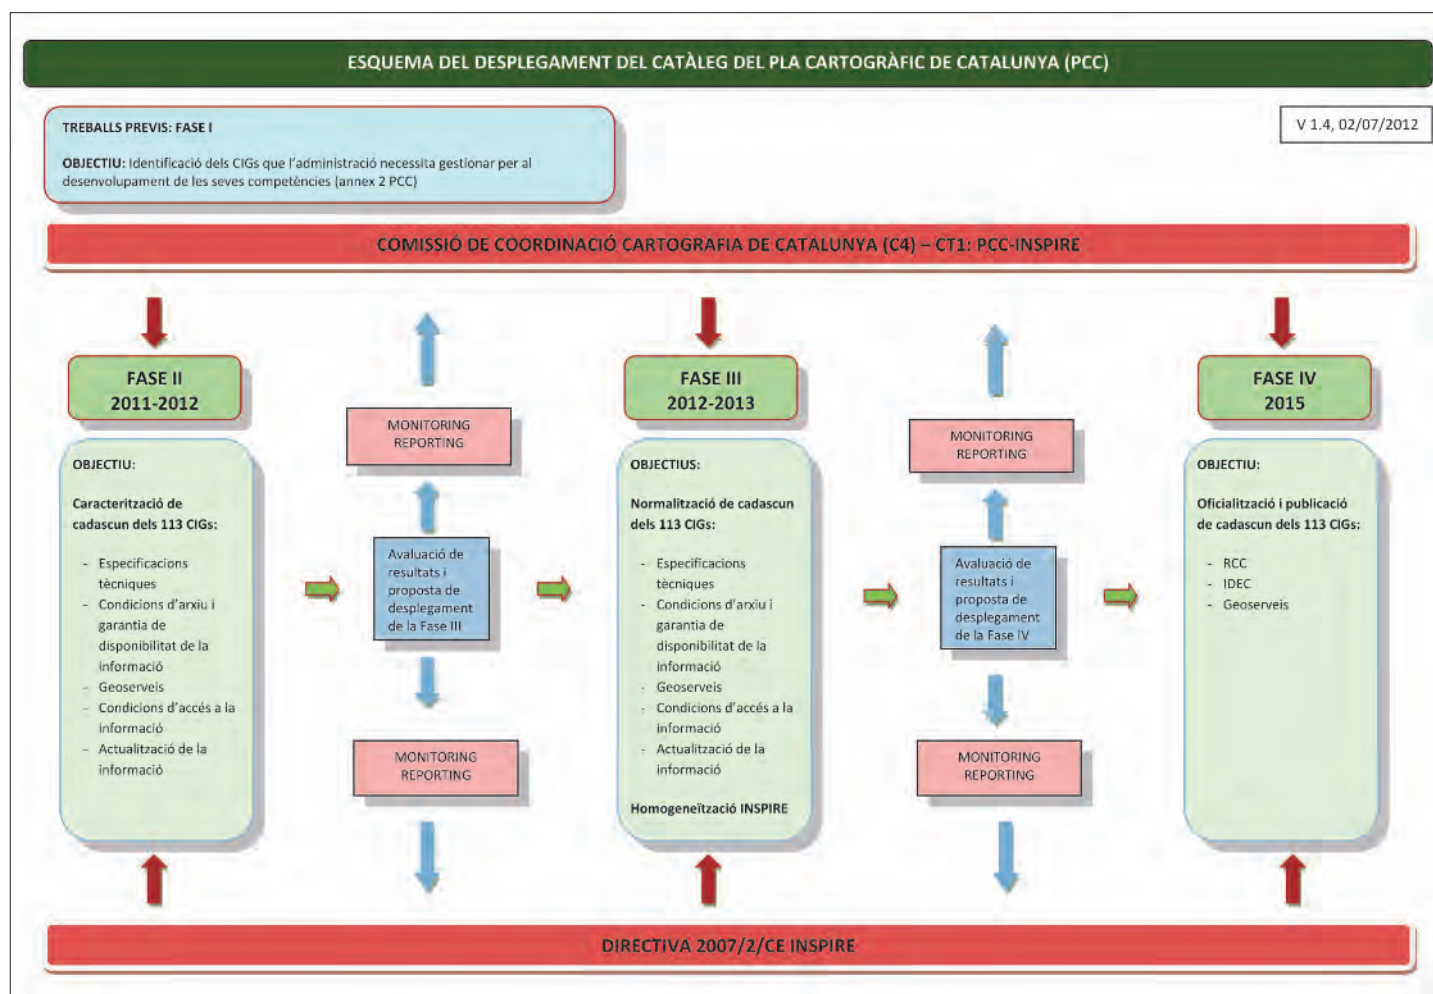 ESQUEMA DEL DESPLEGAMENT DEL CATÀLEG DEL PLA CARTOGRÀFIC DE CATALUNYA (PCC)
TREBALLS PREVIS: FASE I
OBJECTIU: Identificació dels CIGs que l'administració necessita gestionar per al
desenvolupament de les seves competències (annex 2 PCC)
V 1.4, 02/07/2012
COMISSIÓ DE COORDINACIÓ CARTOGRAFIA DE CATALUNYA (C4) – CT1: PCC-INSPIRE
FASE II
2011-2012
OBJECTIU:
Caracterització de
cadascun dels 113 CIGs:
- Especificacions
tècniques
- Condicions d'arxiu i
garantia de
disponibilitat de la
informació
- Geoserveis
- Condicions d'accés a la
informació
- Actualització de la
informació
MONITORING
REPORTING
Avaluació de
resultats i
proposta de
desplegament
de la Fase III
MONITORING
REPORTING
FASE III
2012-2013
OBJECTIUS:
Normalització de cadascun
dels 113 CIGs:
- Especificacions
tècniques
- Condicions d'arxiu i
garantia de
disponibilitat de la
informació
- Geoserveis
- Condicions d'accés a la
informació
- Actualització de la
informació
Homogeneïtzació INSPIRE
MONITORING
REPORTING
Avaluació de
resultats i
proposta de
desplegament
de la Fase IV
MONITORING
REPORTING
FASE IV
2015
OBJECTIU:
Oficialització i publicació
de cadascun dels 113 CIGs:
- RCC
- IDEC
- Geoserveis
DIRECTIVA 2007/2/CE INSPIRE